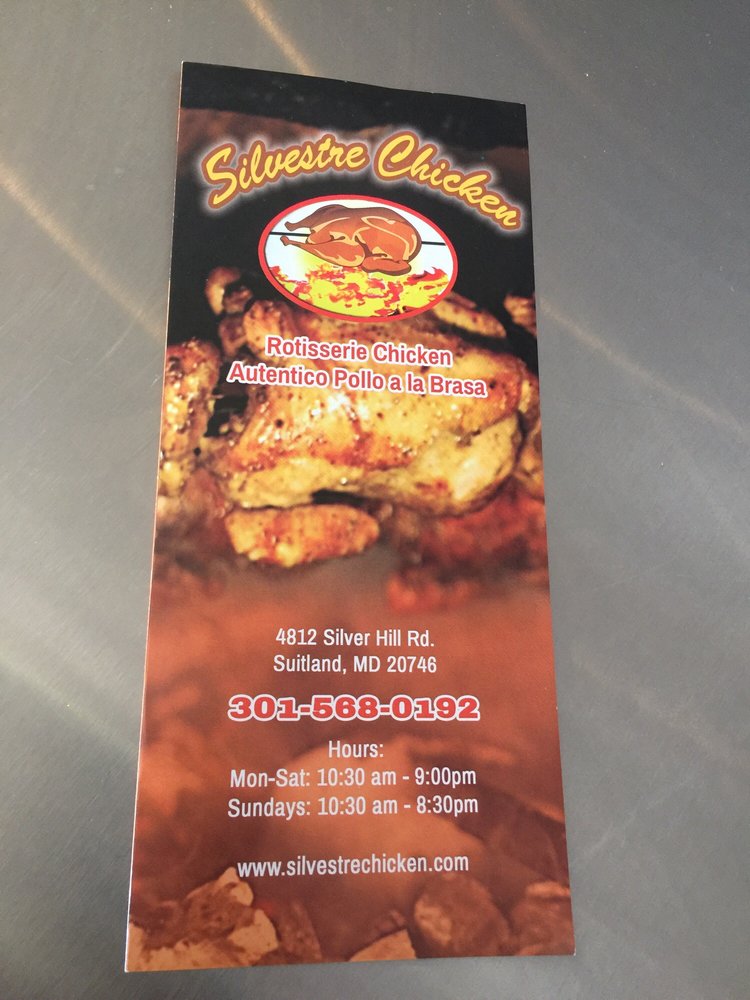 Silvestre Chicken
Rotisserie Chicken
Autentico Pollo a la Brasa
4812 Silver Hill Rd.
Suitland, MD 20746
301-568-0192
Hours:
Mon-Sat: 10:30 am - 9:00pm
Sundays: 10:30 am - 8:30pm
www.silvestrechicken.com